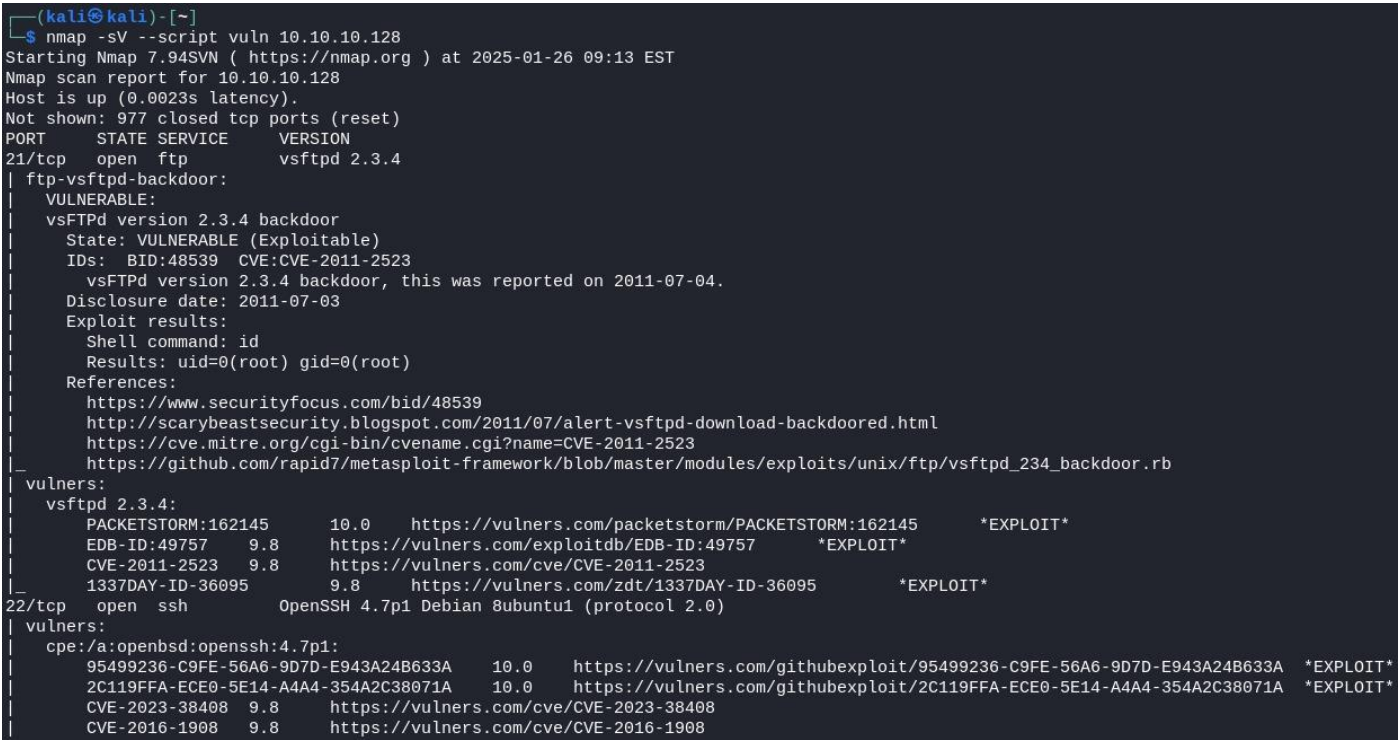 ┌──(kali㉿kali)-[~]
└─$ nmap -sV --script vuln 10.10.10.128
Starting Nmap 7.94SVN ( https://nmap.org ) at 2025-01-26 09:13 EST
Nmap scan report for 10.10.10.128
Host is up (0.0023s latency).
Not shown: 977 closed tcp ports (reset)
PORT     STATE SERVICE     VERSION
21/tcp   open  ftp         vsftpd 2.3.4
| ftp-vsftpd-backdoor:
|   VULNERABLE:
|   vsFTPd version 2.3.4 backdoor
|     State: VULNERABLE (Exploitable)
|     IDs:  BID:48539  CVE:CVE-2011-2523
|       vsFTPd version 2.3.4 backdoor, this was reported on 2011-07-04.
|     Disclosure date: 2011-07-03
|     Exploit results:
|       Shell command: id
|       Results: uid=0(root) gid=0(root)
|     References:
|       https://www.securityfocus.com/bid/48539
|       http://scarybeastsecurity.blogspot.com/2011/07/alert-vsftpd-download-backdoored.html
|       https://cve.mitre.org/cgi-bin/cvename.cgi?name=CVE-2011-2523
|_      https://github.com/rapid7/metasploit-framework/blob/master/modules/exploits/unix/ftp/vsftpd_234_backdoor.rb
| vulners:
|   vsftpd 2.3.4:
|       PACKETSTORM:162145      10.0    https://vulners.com/packetstorm/PACKETSTORM:162145      *EXPLOIT*
|       EDB-ID:49757    9.8     https://vulners.com/exploitdb/EDB-ID:49757      *EXPLOIT*
|       CVE-2011-2523   9.8     https://vulners.com/cve/CVE-2011-2523
|_      1337DAY-ID-36095        9.8     https://vulners.com/zdt/1337DAY-ID-36095        *EXPLOIT*
22/tcp   open  ssh         OpenSSH 4.7p1 Debian 8ubuntu1 (protocol 2.0)
| vulners:
|   cpe:/a:openbsd:openssh:4.7p1:
|       95499236-C9FE-56A6-9D7D-E943A24B633A    10.0    https://vulners.com/githubexploit/95499236-C9FE-56A6-9D7D-E943A24B633A  *EXPLOIT*
|       2C119FFA-ECE0-5E14-A4A4-354A2C38071A    10.0    https://vulners.com/githubexploit/2C119FFA-ECE0-5E14-A4A4-354A2C38071A  *EXPLOIT*
|       CVE-2023-38408  9.8     https://vulners.com/cve/CVE-2023-38408
|       CVE-2016-1908   9.8     https://vulners.com/cve/CVE-2016-1908